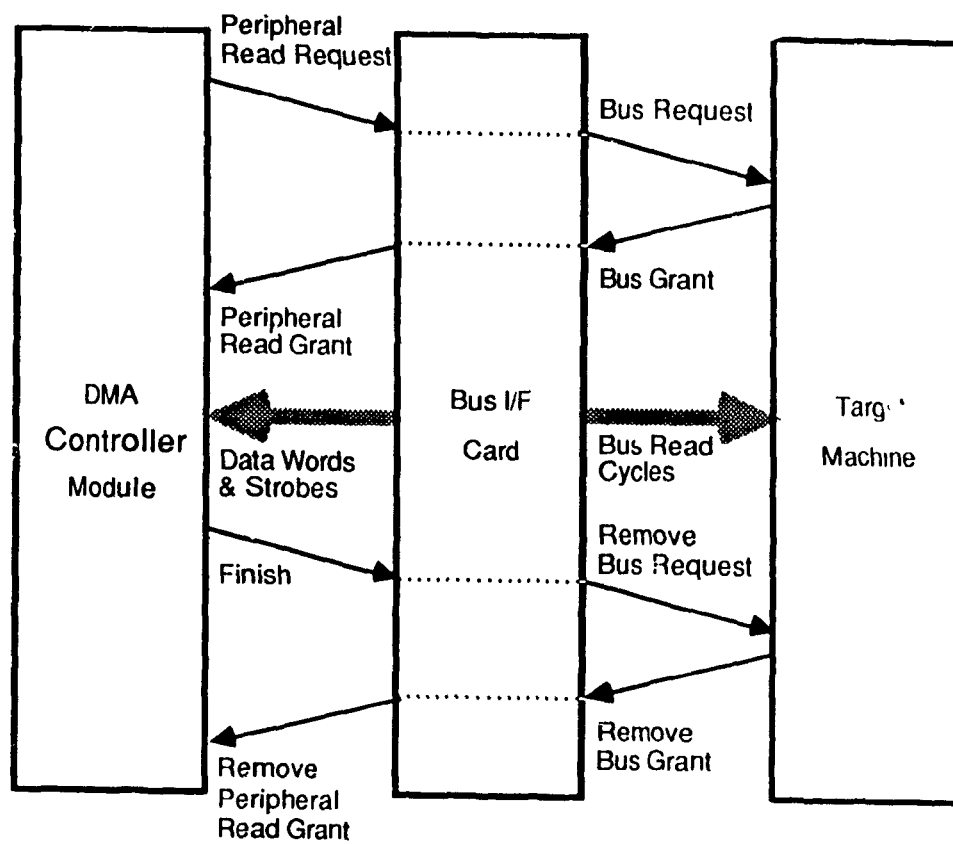 Peripheral
Read Request
Bus Request
Bus Grant
Peripheral
Read Grant
DMA
Controller
Module
Bus I/F
Card
Machine
Data Words
& Strobes
Bus Read
Cycles
Finish
Remove
Bus Request
Remove
Bus Grant
Remove
Peripheral
Read Grant